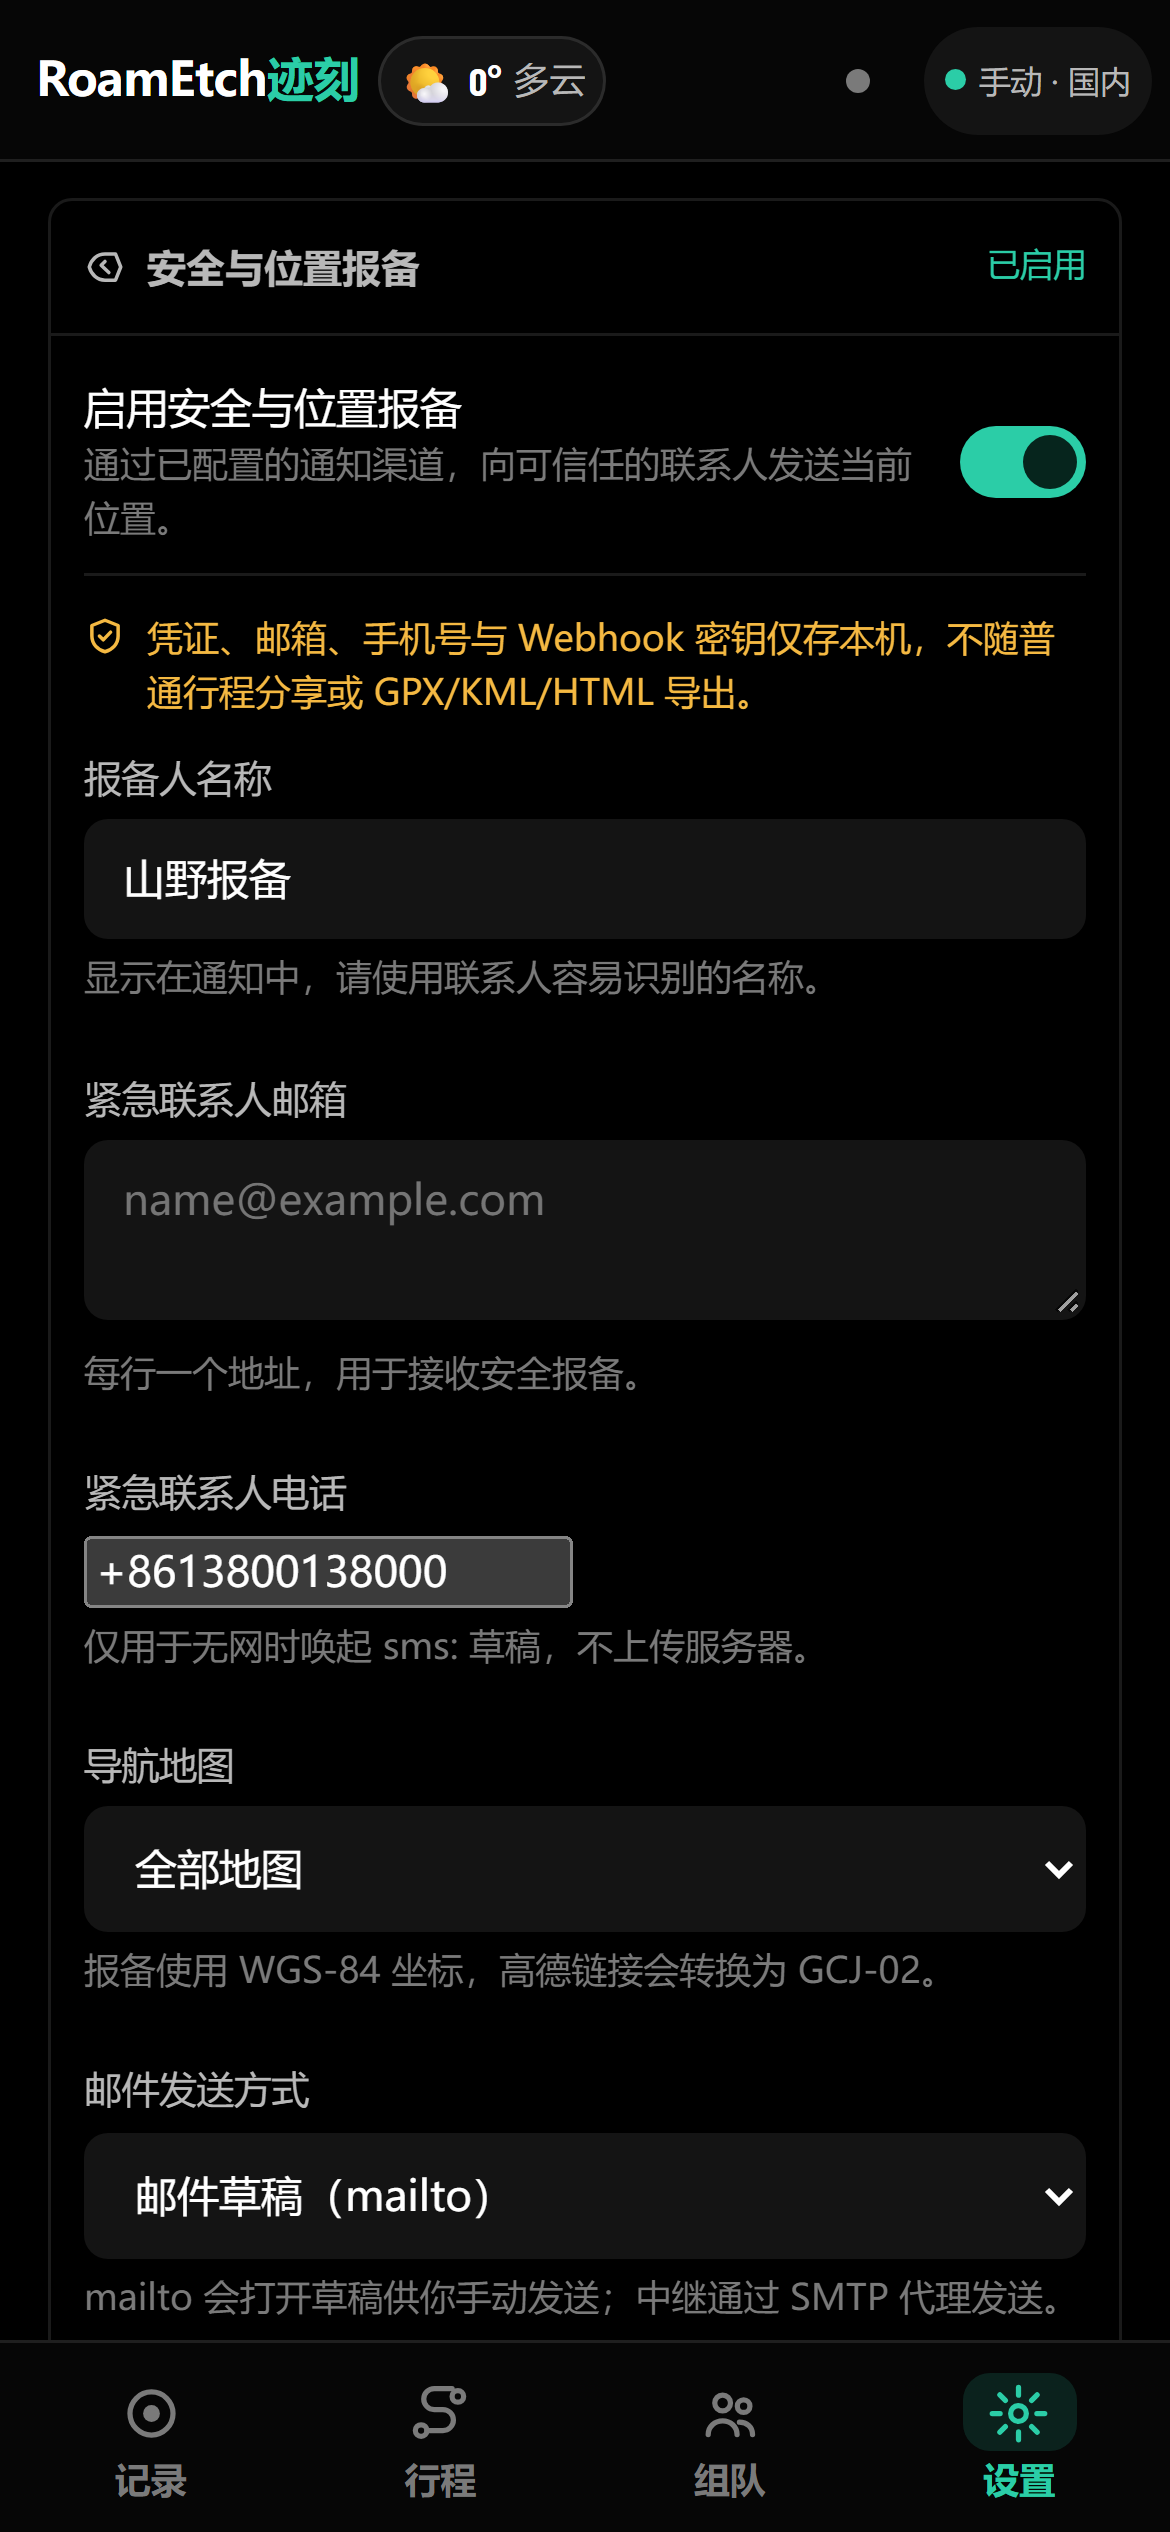 RoamEtch迹刻
0° 多云
手动 · 国内
安全与位置报备
已启用
启用安全与位置报备
通过已配置的通知渠道，向可信任的联系人发送当前
位置。
凭证、邮箱、手机号与 Webhook 密钥仅存本机，不随普
通行程分享或 GPX/KML/HTML 导出。
报备人名称
山野报备
显示在通知中，请使用联系人容易识别的名称。
紧急联系人邮箱
name@example.com
每行一个地址，用于接收安全报备。
紧急联系人电话
+8613800138000
仅用于无网时唤起 sms: 草稿，不上传服务器。
导航地图
全部地图
报备使用 WGS-84 坐标，高德链接会转换为 GCJ-02。
邮件发送方式
邮件草稿（mailto）
mailto 会打开草稿供你手动发送；中继通过 SMTP 代理发送。
记录
行程
组队
设置